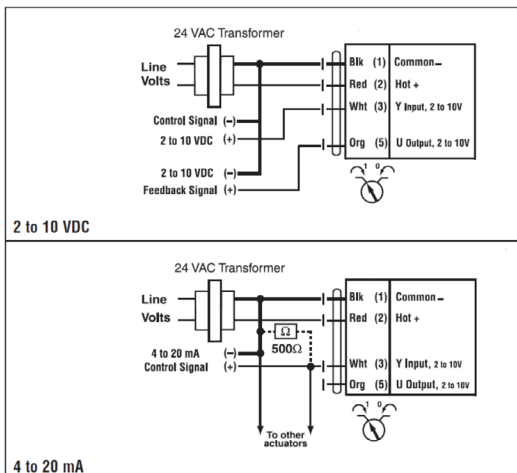 24 VAC Transformer
Line
Volts
Blk (1) Common –
Red (2) Hot +
Wht (3) Y Input, 2 to 10V
Control Signal (–)
2 to 10 VDC (+)
Org (5) U Output, 2 to 10V
2 to 10 VDC (–)
Feedback Signal (+)
1 0
2 to 10 VDC
24 VAC Transformer
Line
Volts
Blk (1) Common –
Red (2) Hot +
Ω
500Ω
4 to 20 mA (–)
Control Signal (+)
Wht (3) Y Input, 2 to 10V
Org (5) U Output, 2 to 10V
1 0
To other
actuators
4 to 20 mA